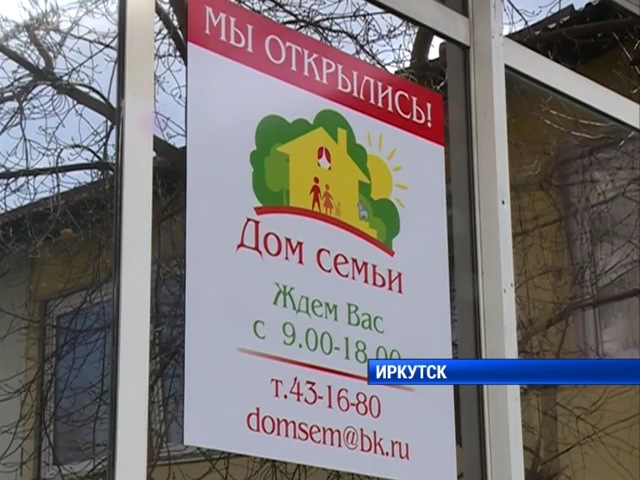 МЫ ОТКРЫЛИСЬ!
Дом семьи
Ждем Вас
с 9.00-18.00
ИРКУТСК
т.43-16-80
domsem@bk.ru